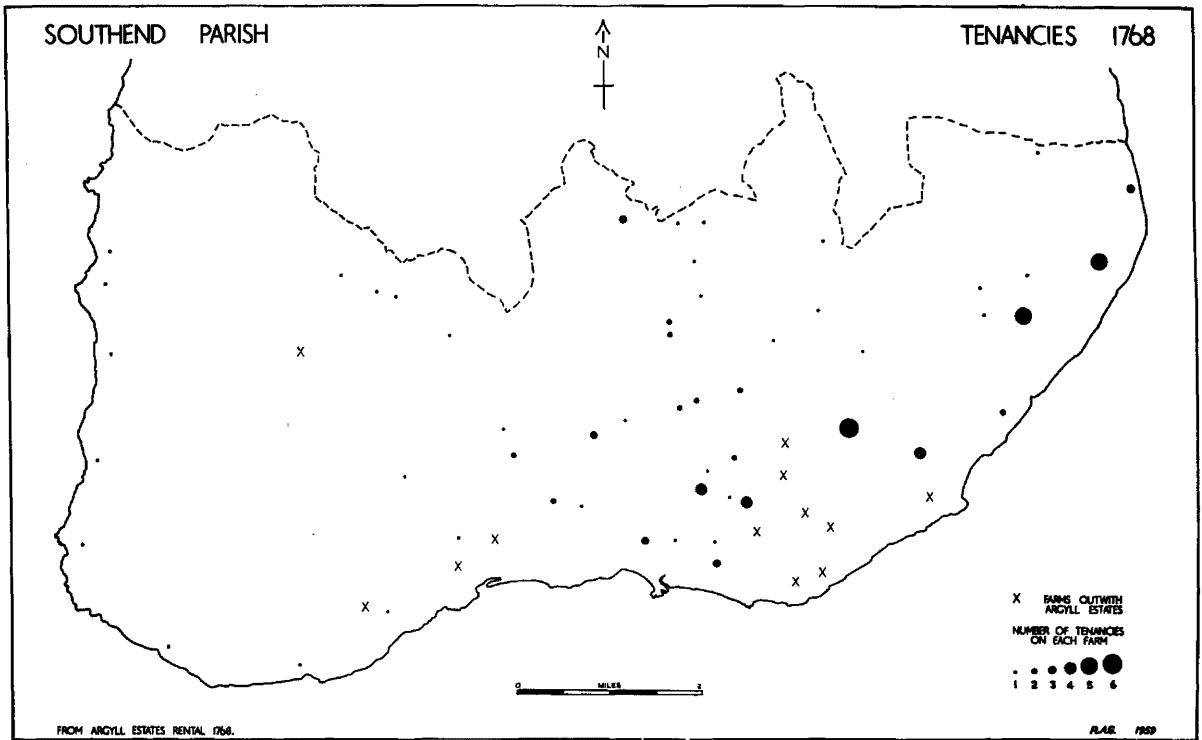 SOUTHEND PARISH
TENANCIES 1768
N
X
X
X
X
X
X
X
X
X
X
X
X
X
X FARMS OUTWITH
ARGYLL ESTATES
NUMBER OF TENANCIES
ON EACH FARM
1 2 3 4 5 6
0 MILES 2
FROM ARGYLL ESTATES RENTAL 1768.
R.A.G. 1959